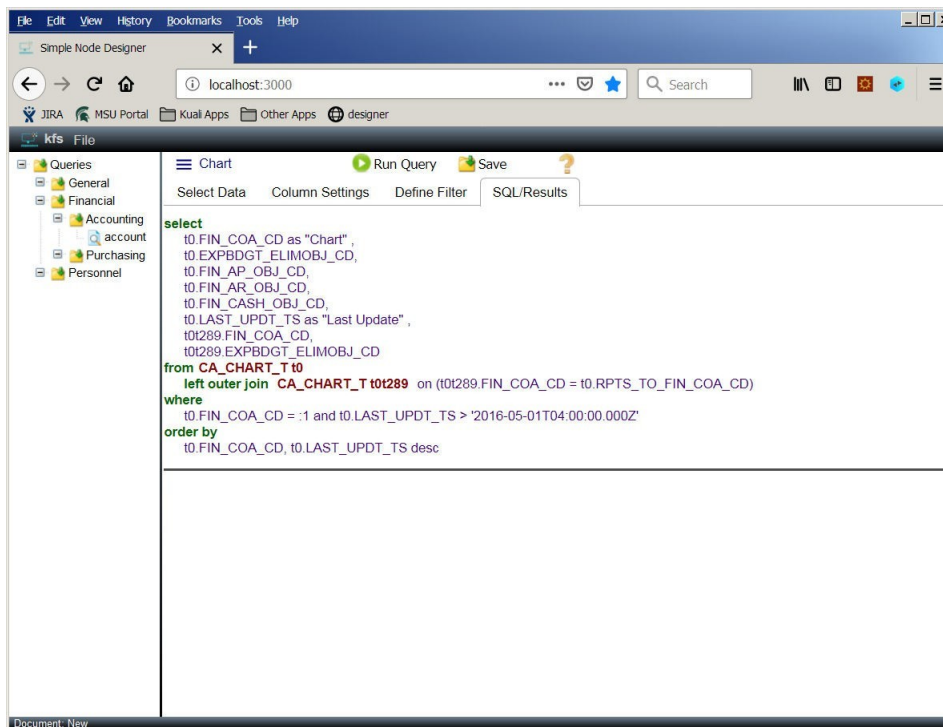 File Edit View History Bookmarks Tools Help
Simple Node Designer
localhost:3000
Search
JIRA MSU Portal Kuali Apps Other Apps designer
kfs File
Queries
General
Financial
Accounting
account
Purchasing
Personnel
Chart Run Query Save
Select Data Column Settings Define Filter SQL/Results
select
t0.FIN_COA_CD as "Chart" ,
t0.EXPBDGT_ELIMOBJ_CD,
t0.FIN_AP_OBJ_CD,
t0.FIN_AR_OBJ_CD,
t0.FIN_CASH_OBJ_CD,
t0.LAST_UPDT_TS as "Last Update" ,
t0t289.FIN_COA_CD,
t0t289.EXPBDGT_ELIMOBJ_CD
from CA_CHART_T t0
left outer join CA_CHART_T t0t289 on (t0t289.FIN_COA_CD = t0.RPTS_TO_FIN_COA_CD)
where
t0.FIN_COA_CD = :1 and t0.LAST_UPDT_TS > '2016-05-01T04:00:00.000Z'
order by
t0.FIN_COA_CD, t0.LAST_UPDT_TS desc
Document: New